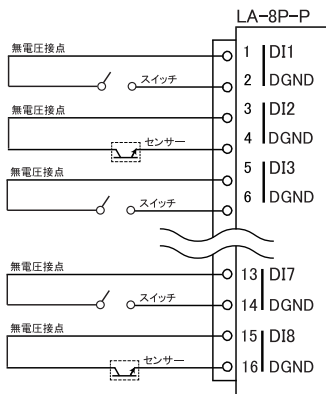 LA-8P-P
無電圧接点
1 DI1
スイッチ
2 DGND
無電圧接点
3 DI2
センサー
4 DGND
無電圧接点
5 DI3
スイッチ
6 DGND
無電圧接点
13 DI7
スイッチ
14 DGND
無電圧接点
15 DI8
センサー
16 DGND